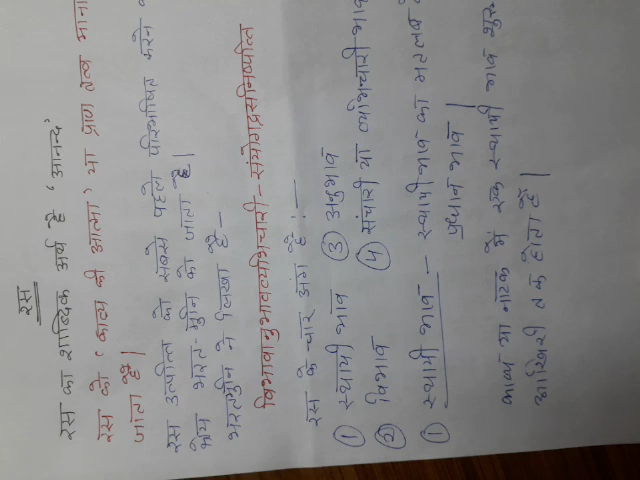 रस
रस का शाब्दिक अर्थ है 'आनन्द'
रस को 'काव्य की आत्मा' या प्राण तत्व माना
जाता है।
रस उत्पत्ति को सबसे पहले परिभाषित करने
श्रेय भरत-मुनि को जाता है।
भरतमुनि ने लिखा है -
विभावानुभावव्यभिचारी-संयोगाद्रसनिष्पत्ति
रस के चार अंग हैं :-
① स्थायी भाव ③ अनुभाव
② विभाव ④ संचारी या व्यभिचारी भाव
① स्थायी भाव - स्थायी भाव का मतलब है
प्रधान भाव।
काव्य या नाटक में एक स्थायी भाव शुरु
आखिरी तक होता है।